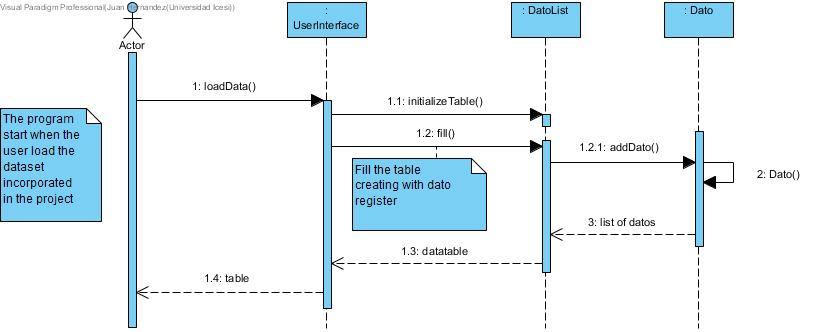 Visual Paradigm Professional(Juan Hernandez(Universidad Icesi))
Actor
:
UserInterface
: DatoList
: Dato
1: loadData()
1.1: initializeTable()
The program
start when the
user load the
dataset
incorporated
in the project
1.2: fill()
1.2.1: addDato()
Fill the table
creating with dato
register
2: Dato()
3: list of datos
1.3: datatable
1.4: table